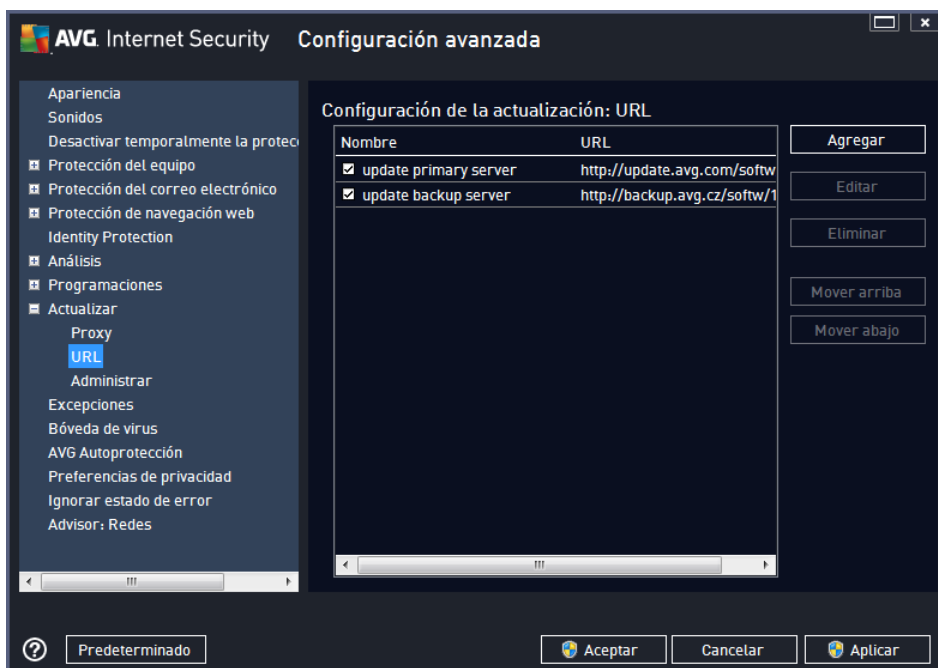 AVG. Internet Security Configuración avanzada
Apariencia
Sonidos
Desactivar temporalmente la protec
Protección del equipo
Protección del correo electrónico
Protección de navegación web
Identity Protection
Análisis
Programaciones
Actualizar
Proxy
URL
Administrar
Excepciones
Bóveda de virus
AVG Autoprotección
Preferencias de privacidad
Ignorar estado de error
Advisor: Redes
Configuración de la actualización: URL
Nombre URL
update primary server http://update.avg.com/softw
update backup server http://backup.avg.cz/softw/1
Agregar
Editar
Eliminar
Mover arriba
Mover abajo
? Predeterminado Aceptar Cancelar Aplicar